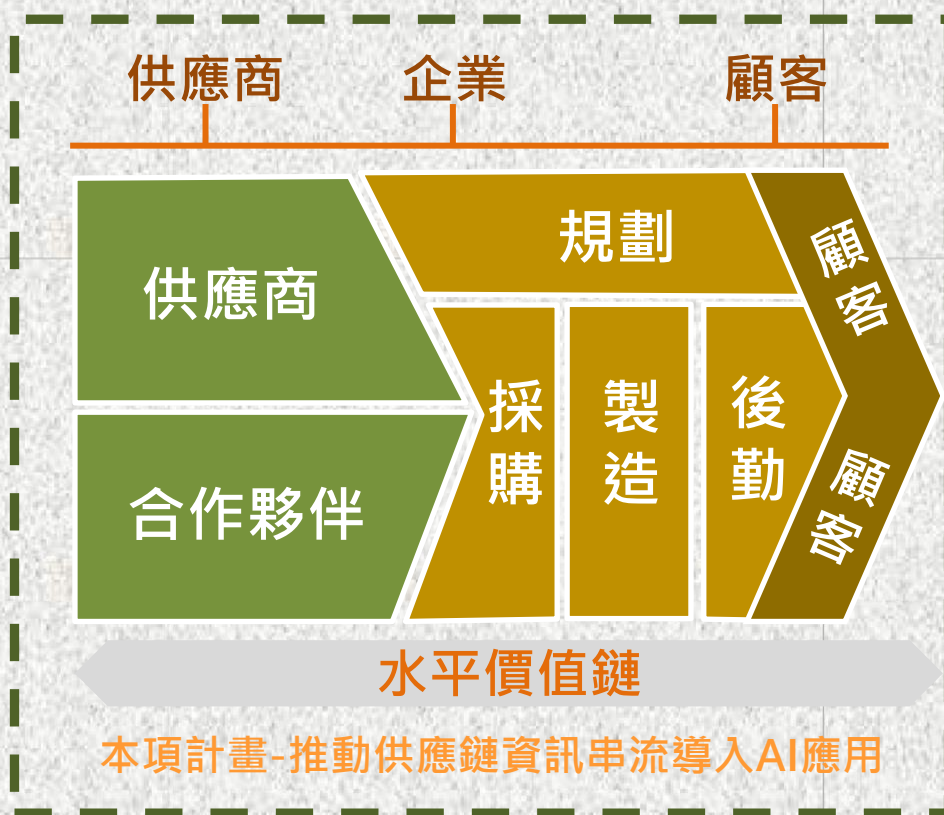 供應商 企業 顧客
供應商
合作夥伴
規劃
採購
製造
後勤
顧客
顧客
水平價值鏈
本項計畫-推動供應鏈資訊串流導入AI應用